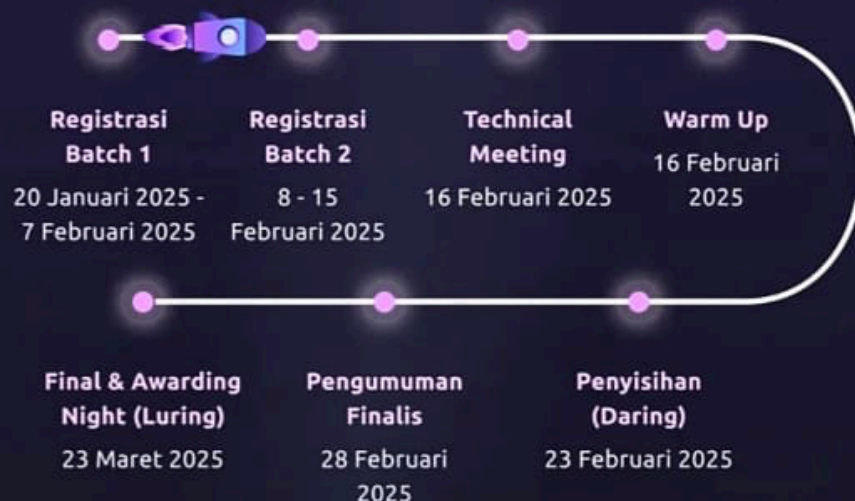 Registrasi
Batch 1
20 Januari 2025 -
7 Februari 2025
Registrasi
Batch 2
8 - 15
Februari 2025
Technical
Meeting
16 Februari 2025
Warm Up
16 Februari
2025
Final & Awarding
Night (Luring)
23 Maret 2025
Pengumuman
Finalis
28 Februari
2025
Penyisihan
(Daring)
23 Februari 2025